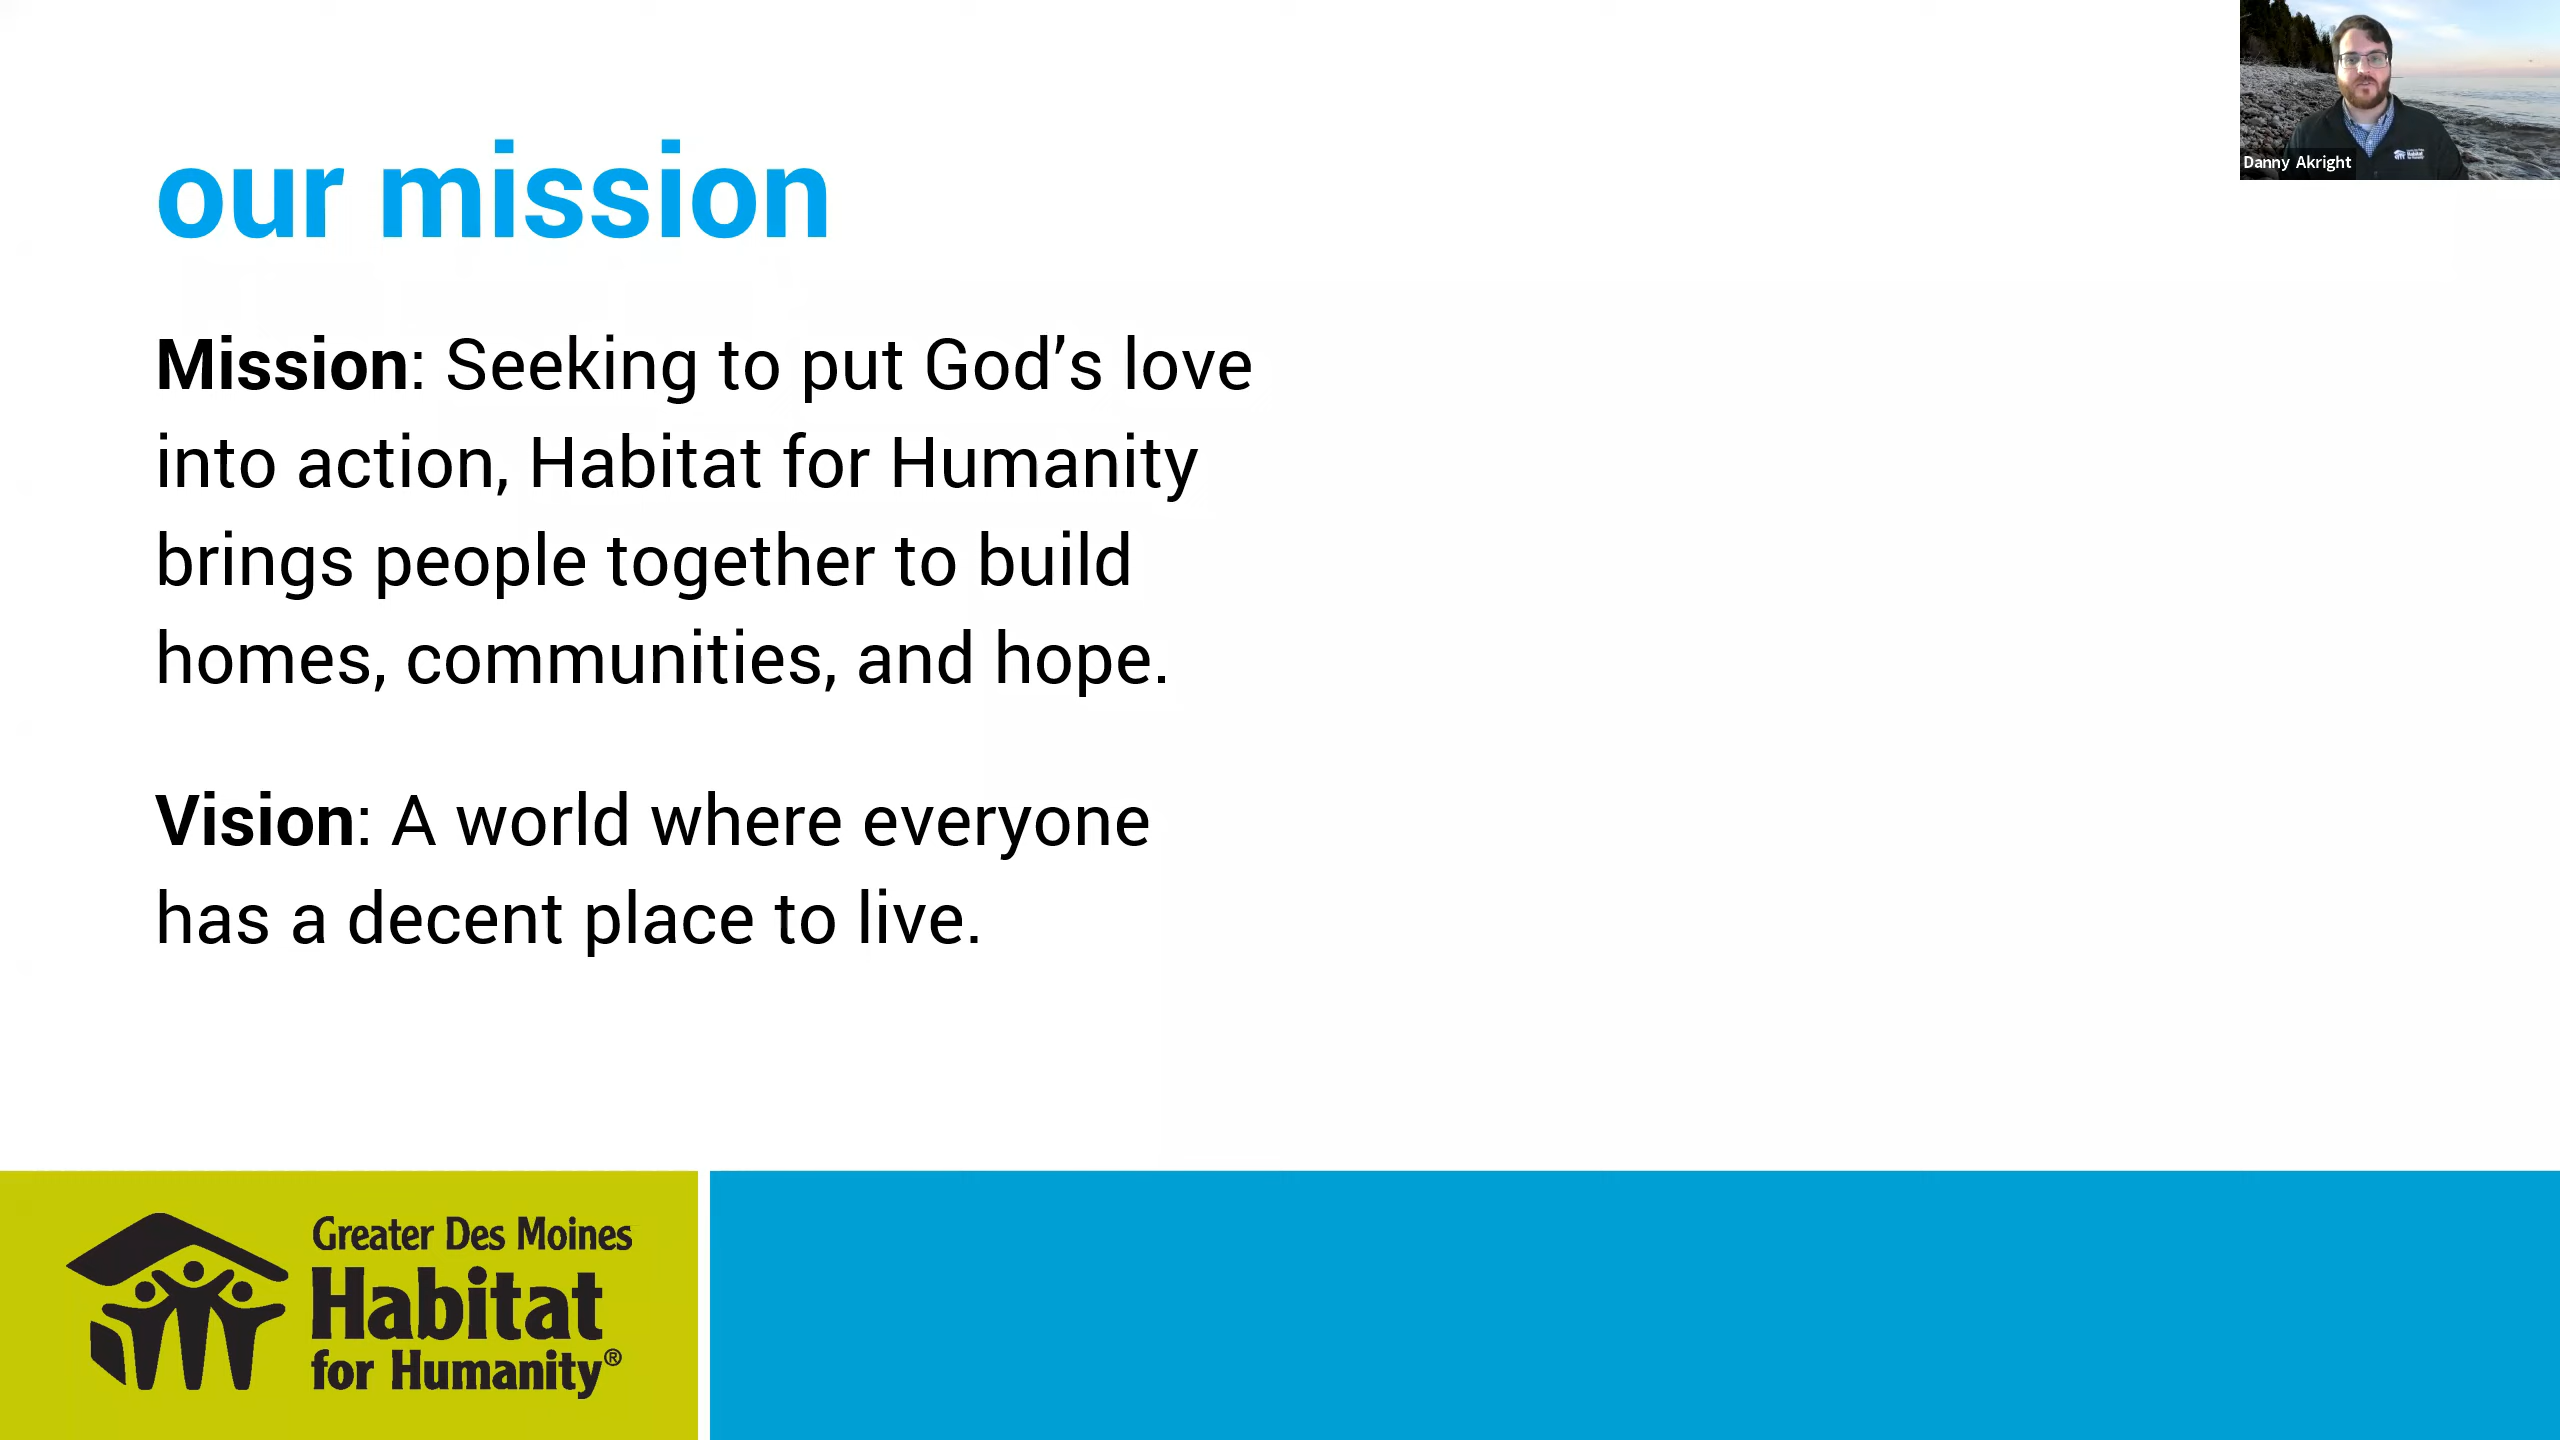 our mission
Mission: Seeking to put God’s love
into action, Habitat for Humanity
brings people together to build
homes, communities, and hope.
Vision: A world where everyone
has a decent place to live.
Danny Akright
Greater Des Moines
Habitat
for Humanity®